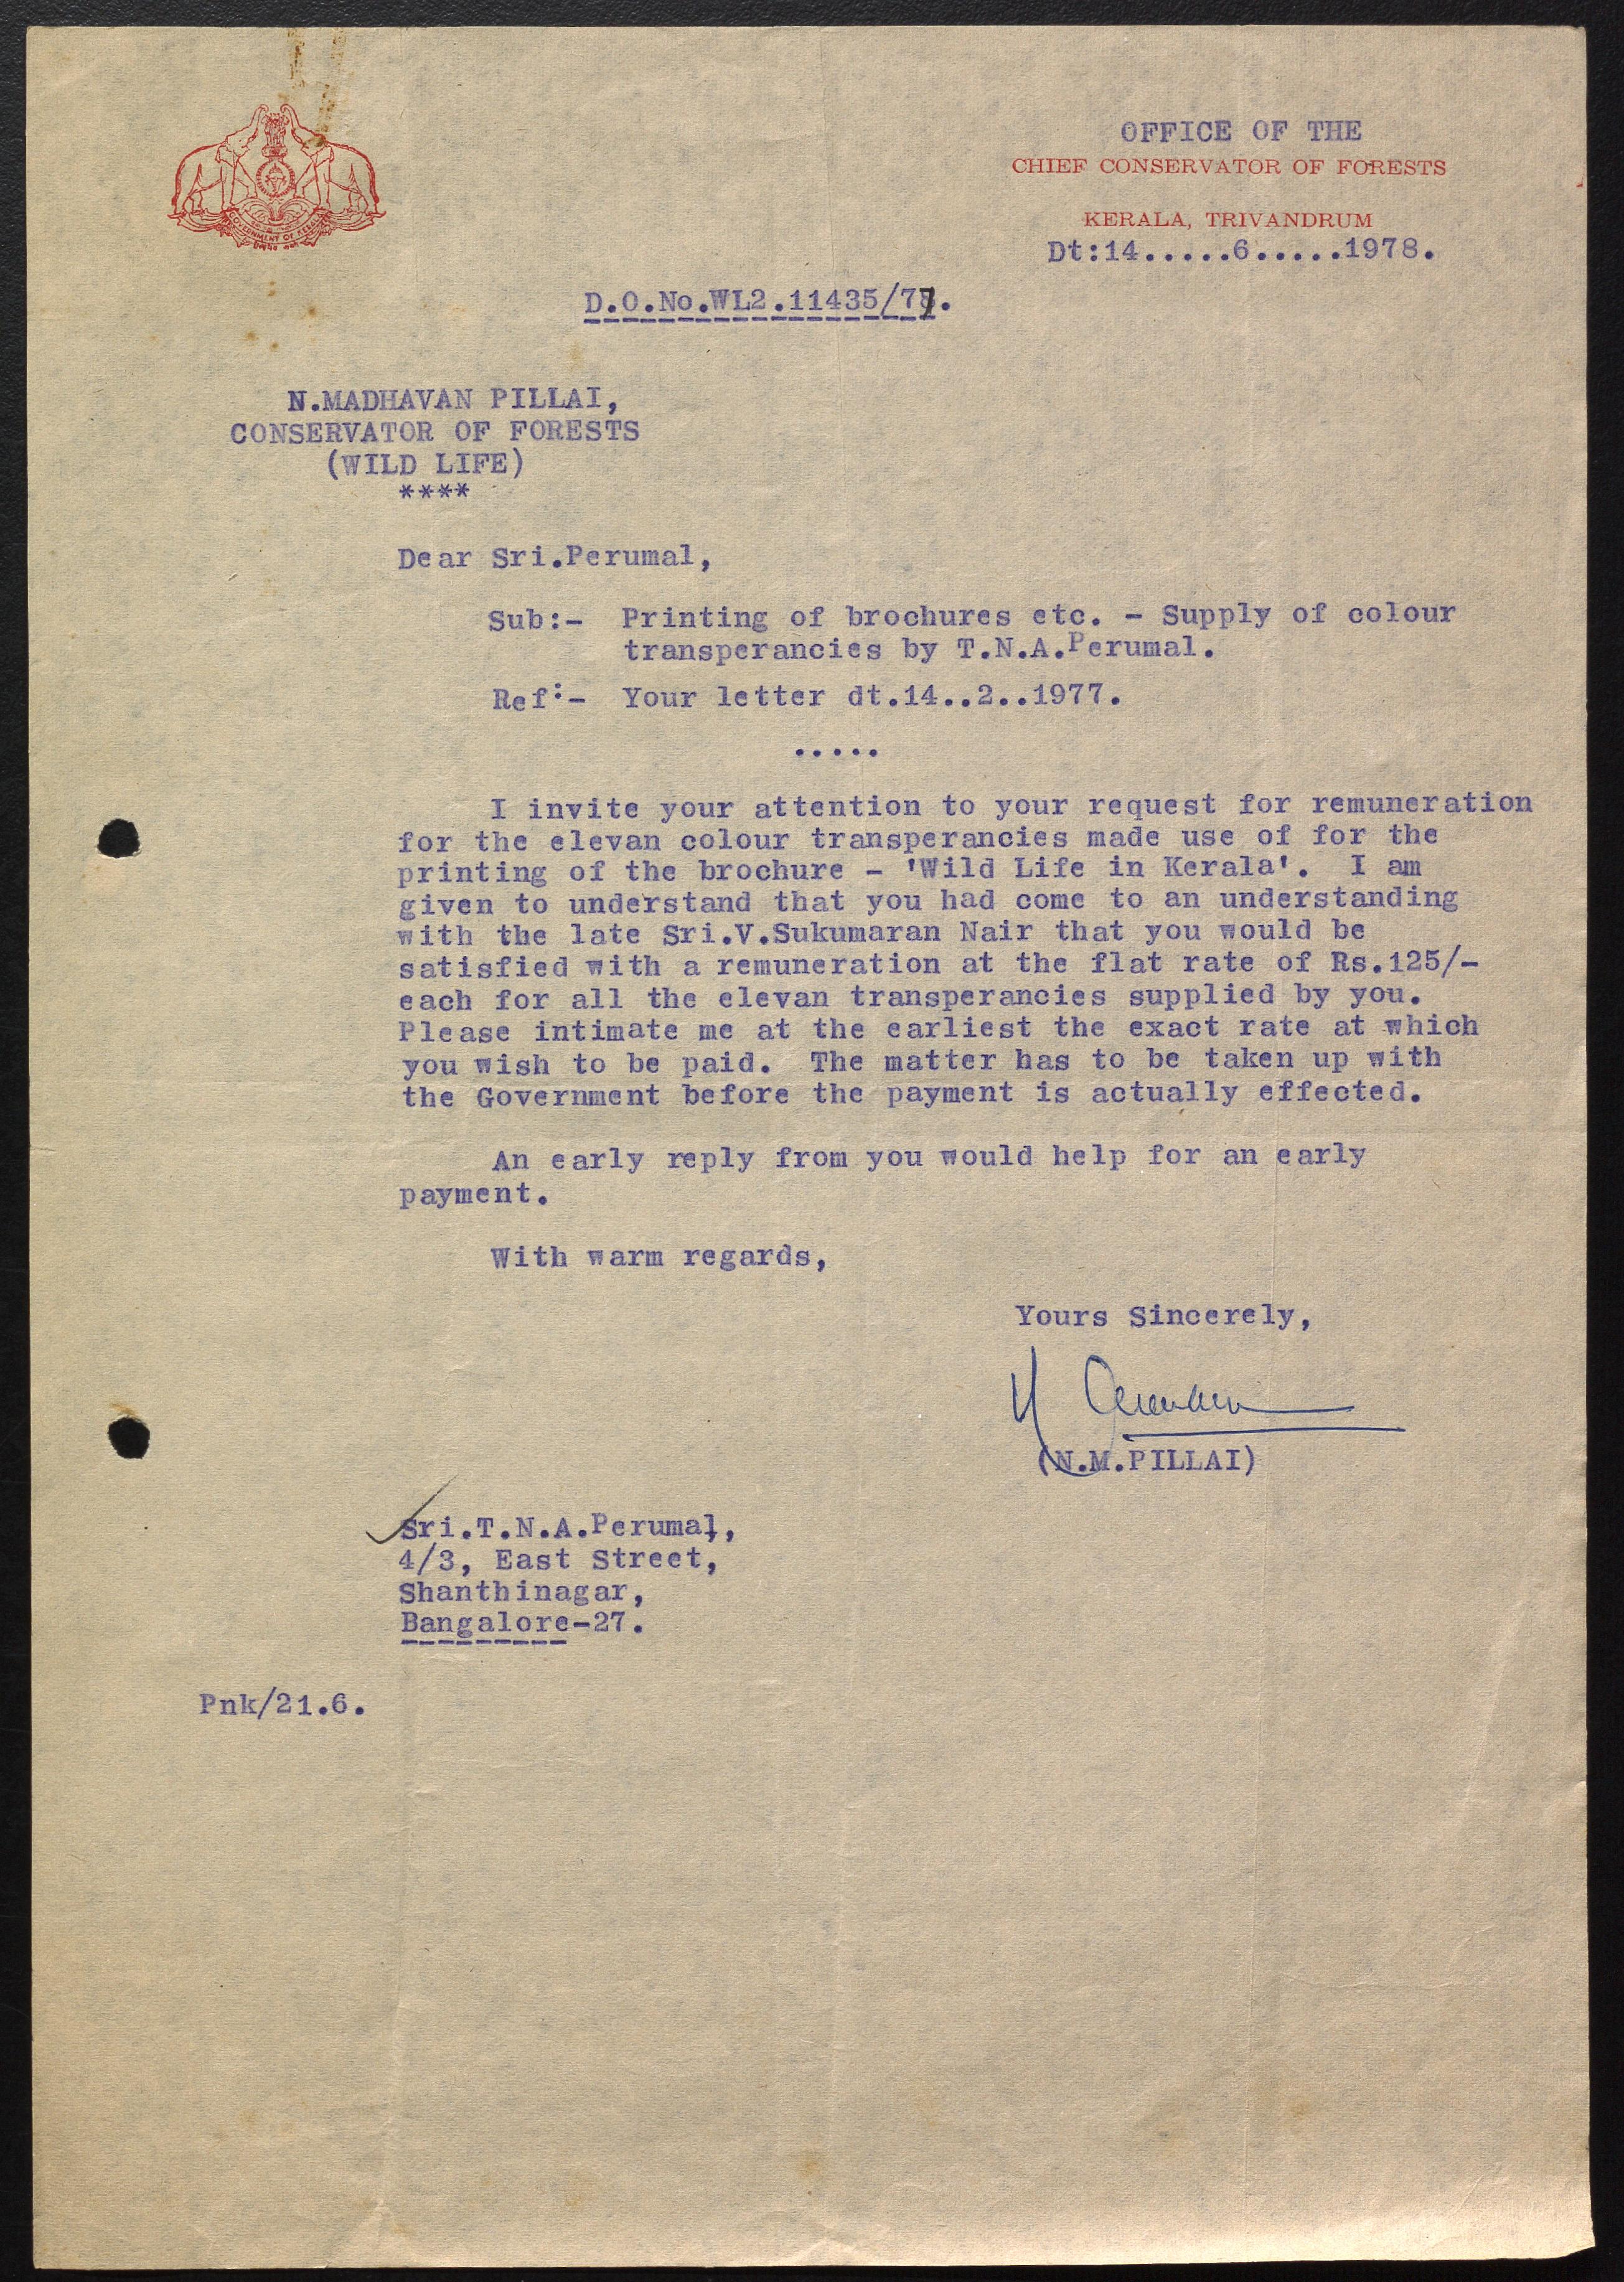 GOVERNMENT OF KERALA
OFFICE OF THE
CHIEF CONSERVATOR OF FORESTS
KERALA, TRIVANDRUM
Dt:14.....6.....1978.
D.O.No.WL2.11435/77.
N.MADHAVAN PILLAI,
CONSERVATOR OF FORESTS
(WILD LIFE)
****
Dear Sri.Perumal,
Sub:- Printing of brochures etc. - Supply of colour
transperancies by T.N.A.Perumal.
Ref:- Your letter dt.14..2..1977.
.....
I invite your attention to your request for remuneration
for the elevan colour transperancies made use of for the
printing of the brochure - 'Wild Life in Kerala'. I am
given to understand that you had come to an understanding
with the late Sri.V.Sukumaran Nair that you would be
satisfied with a remuneration at the flat rate of Rs.125/-
each for all the elevan transperancies supplied by you.
Please intimate me at the earliest the exact rate at which
you wish to be paid. The matter has to be taken up with
the Government before the payment is actually effected.
An early reply from you would help for an early
payment.
With warm regards,
Yours Sincerely,
(N.M.PILLAI)
Sri.T.N.A.Perumal,
4/3, East Street,
Shanthinagar,
Bangalore-27.
Pnk/21.6.